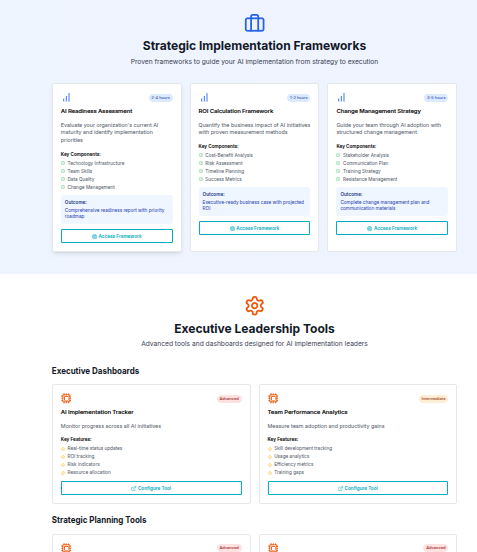 Strategic Implementation Frameworks
Proven frameworks to guide your AI implementation from strategy to execution
2-4 hours
AI Readiness Assessment
Evaluate your organization's current AI
maturity and identify implementation
priorities
Key Components:
Technology Infrastructure
Team Skills
Data Quality
Change Management
Outcome:
Comprehensive readiness report with priority
roadmap
Access Framework
1-2 hours
ROI Calculation Framework
Quantify the business impact of AI initiatives
with proven measurement methods
Key Components:
Cost-Benefit Analysis
Risk Assessment
Timeline Planning
Success Metrics
Outcome:
Executive-ready business case with projected
ROI
Access Framework
Change Management Strategy
Guide your team through AI adoption with
structured change management
Key Components:
Stakeholder Analysis
Communication Plan
Training Strategy
Resistance Management
Outcome:
Complete change management plan and
communication materials
Access Framework
Executive Leadership Tools
Advanced tools and dashboards designed for AI implementation leaders
Executive Dashboards
Advanced
AI Implementation Tracker
Monitor progress across all AI initiatives
Key Features:
Real-time status updates
ROI tracking
Risk indicators
Resource allocation
Configure Tool
Intermediate
Team Performance Analytics
Measure team adoption and productivity gains
Key Features:
Skill development tracking
Usage analytics
Efficiency metrics
Training gaps
Configure Tool
Strategic Planning Tools
Advanced
Advanced